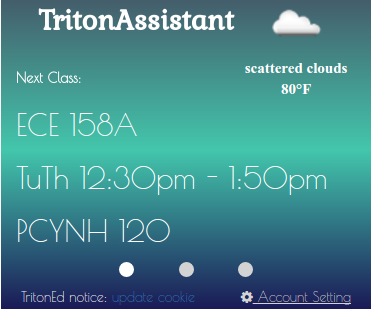 TritonAssistant
scattered clouds
80°F
Next Class:
ECE 158A
TuTh 12:30pm - 1:50pm
PCYNH 120
TritonEd notice: update cookie
Account Setting